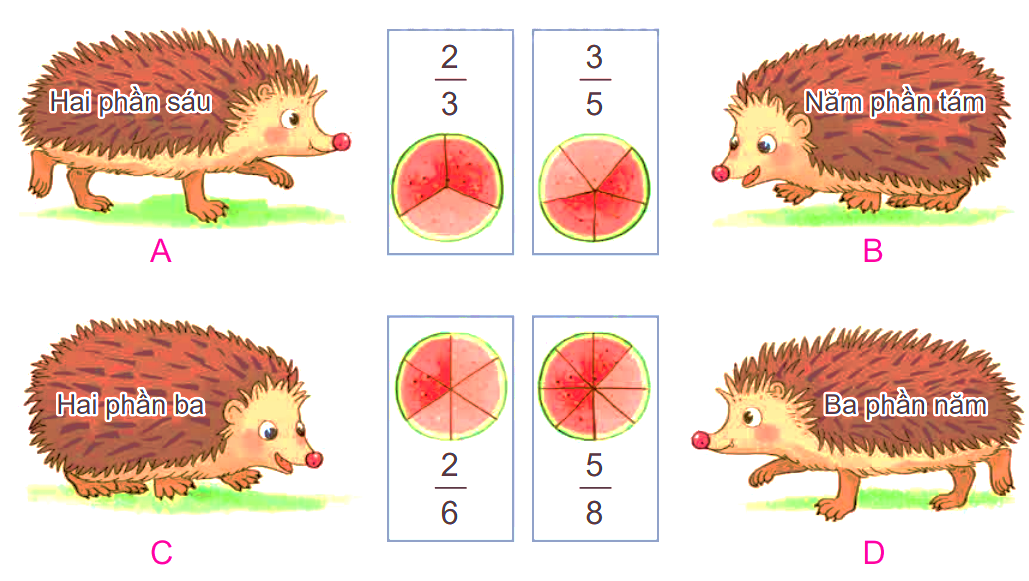 Hai phần sáu
2
3
3
5
Năm phần tám
A
B
Hai phần ba
2
6
5
8
Ba phần năm
C
D